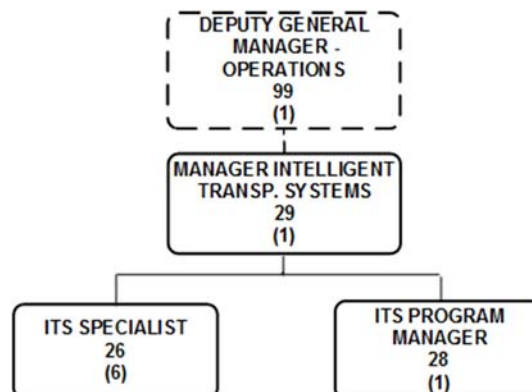 DEPUTY GENERAL
MANAGER -
OPERATIONS
99
(1)
MANAGER INTELLIGENT
TRANSP. SYSTEMS
29
(1)
ITS SPECIALIST
26
(6)
ITS PROGRAM
MANAGER
28
(1)